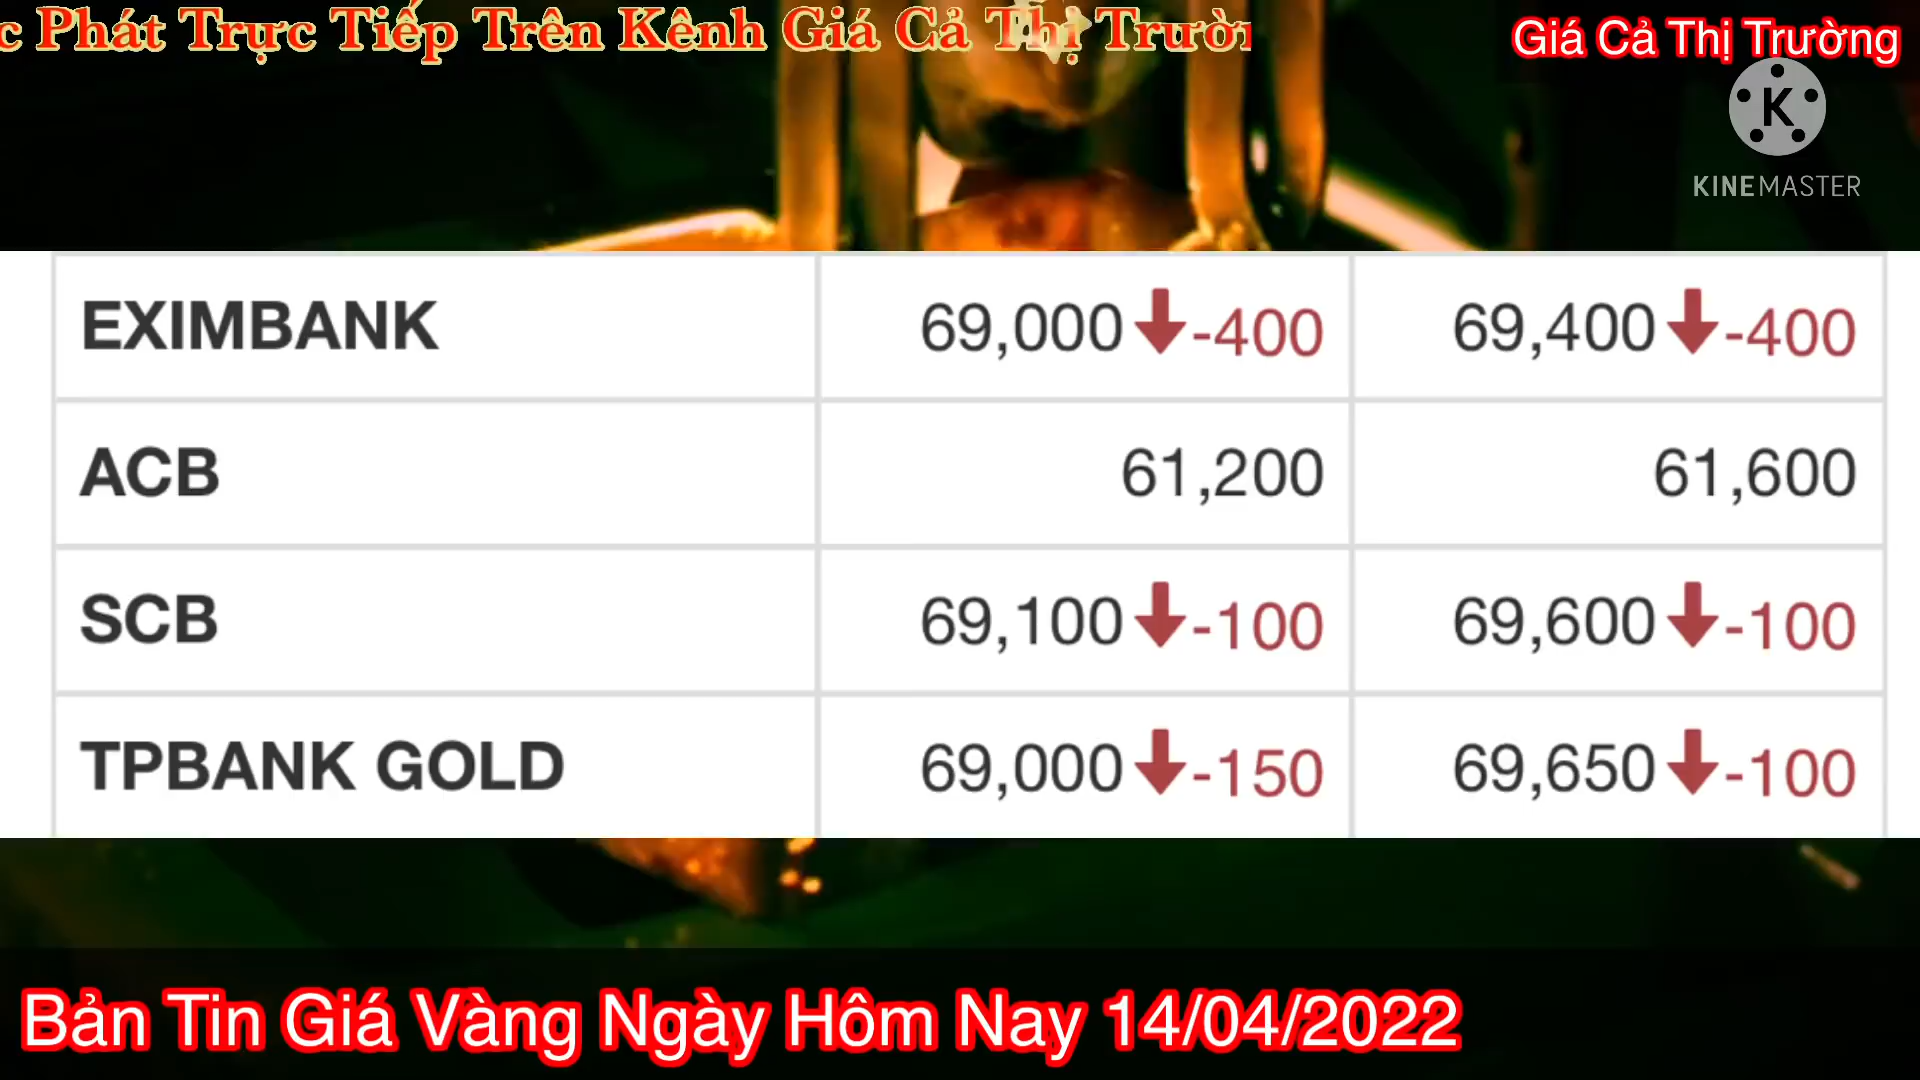 Phát Trực Tiếp Trên Kênh Giá Cả Thị
Giá Cả Thị Trường
K
KINEMASTER
EXIMBANK 69,000 -400 69,400 -400
ACB 61,200 61,600
SCB 69,100 -100 69,600 -100
TPBANK GOLD 69,000 -150 69,650 -100
Bản Tin Giá Vàng Ngày Hôm Nay 14/04/2022